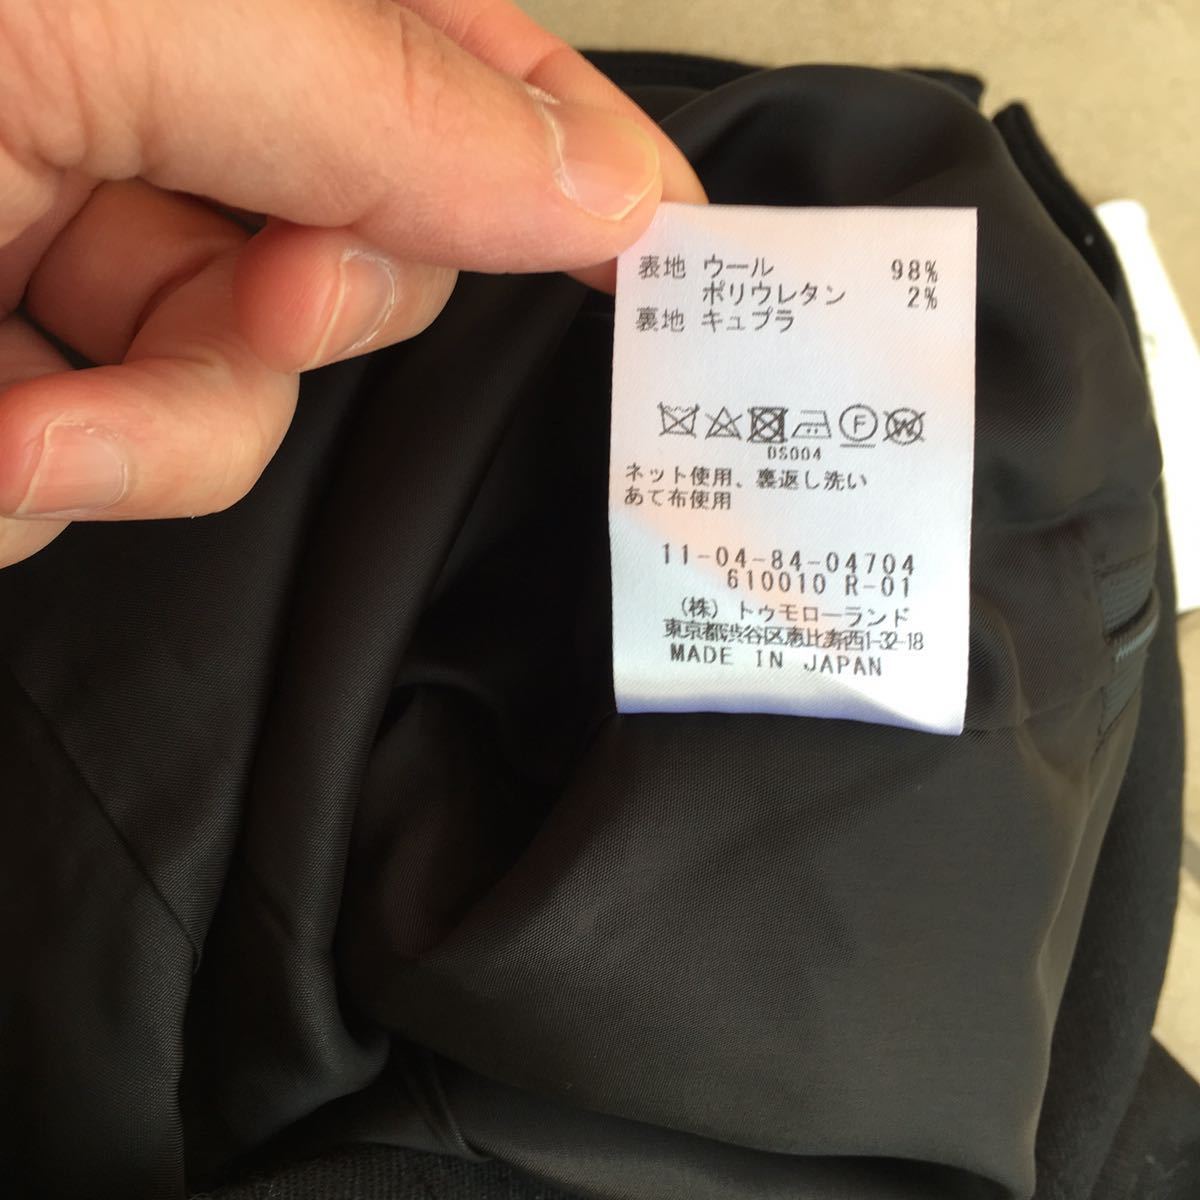 表地 ウール 98%
ポリウレタン 2%
裏地 キュプラ
F W
DS004
ネット使用、裏返し洗い
あて布使用
11-04-84-04704
610010 R-01
(株) トゥモローランド
東京都渋谷区恵比寿西1-32-18
MADE IN JAPAN